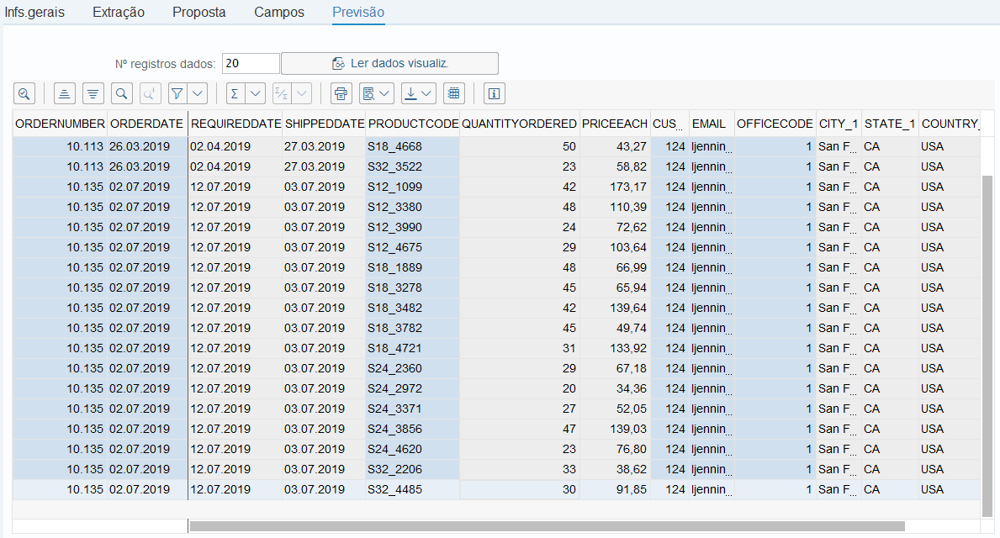 Infs.gerais Extração Proposta Campos Previsão
Nº registros dados: 20 Ler dados visualiz.
ORDERNUMBER ORDERDATE REQUIREDDATE SHIPPEDDATE PRODUCTCODE QUANTITYORDERED PRICEEACH CUS... EMAIL OFFICECODE CITY_1 STATE_1 COUNTRY_
10.113 26.03.2019 02.04.2019 27.03.2019 S18_4668 50 43,27 124 ljennin... 1 San F... CA USA
10.113 26.03.2019 02.04.2019 27.03.2019 S32_3522 23 58,82 124 ljennin... 1 San F... CA USA
10.135 02.07.2019 12.07.2019 03.07.2019 S12_1099 42 173,17 124 ljennin... 1 San F... CA USA
10.135 02.07.2019 12.07.2019 03.07.2019 S12_3380 48 110,39 124 ljennin... 1 San F... CA USA
10.135 02.07.2019 12.07.2019 03.07.2019 S12_3990 24 72,62 124 ljennin... 1 San F... CA USA
10.135 02.07.2019 12.07.2019 03.07.2019 S12_4675 29 103,64 124 ljennin... 1 San F... CA USA
10.135 02.07.2019 12.07.2019 03.07.2019 S18_1889 48 66,99 124 ljennin... 1 San F... CA USA
10.135 02.07.2019 12.07.2019 03.07.2019 S18_3278 45 65,94 124 ljennin... 1 San F... CA USA
10.135 02.07.2019 12.07.2019 03.07.2019 S18_3482 42 139,64 124 ljennin... 1 San F... CA USA
10.135 02.07.2019 12.07.2019 03.07.2019 S18_3782 45 49,74 124 ljennin... 1 San F... CA USA
10.135 02.07.2019 12.07.2019 03.07.2019 S18_4721 31 133,92 124 ljennin... 1 San F... CA USA
10.135 02.07.2019 12.07.2019 03.07.2019 S24_2360 29 67,18 124 ljennin... 1 San F... CA USA
10.135 02.07.2019 12.07.2019 03.07.2019 S24_2972 20 34,36 124 ljennin... 1 San F... CA USA
10.135 02.07.2019 12.07.2019 03.07.2019 S24_3371 27 52,05 124 ljennin... 1 San F... CA USA
10.135 02.07.2019 12.07.2019 03.07.2019 S24_3856 47 139,03 124 ljennin... 1 San F... CA USA
10.135 02.07.2019 12.07.2019 03.07.2019 S24_4620 23 76,80 124 ljennin... 1 San F... CA USA
10.135 02.07.2019 12.07.2019 03.07.2019 S32_2206 33 38,62 124 ljennin... 1 San F... CA USA
10.135 02.07.2019 12.07.2019 03.07.2019 S32_4485 30 91,85 124 ljennin... 1 San F... CA USA